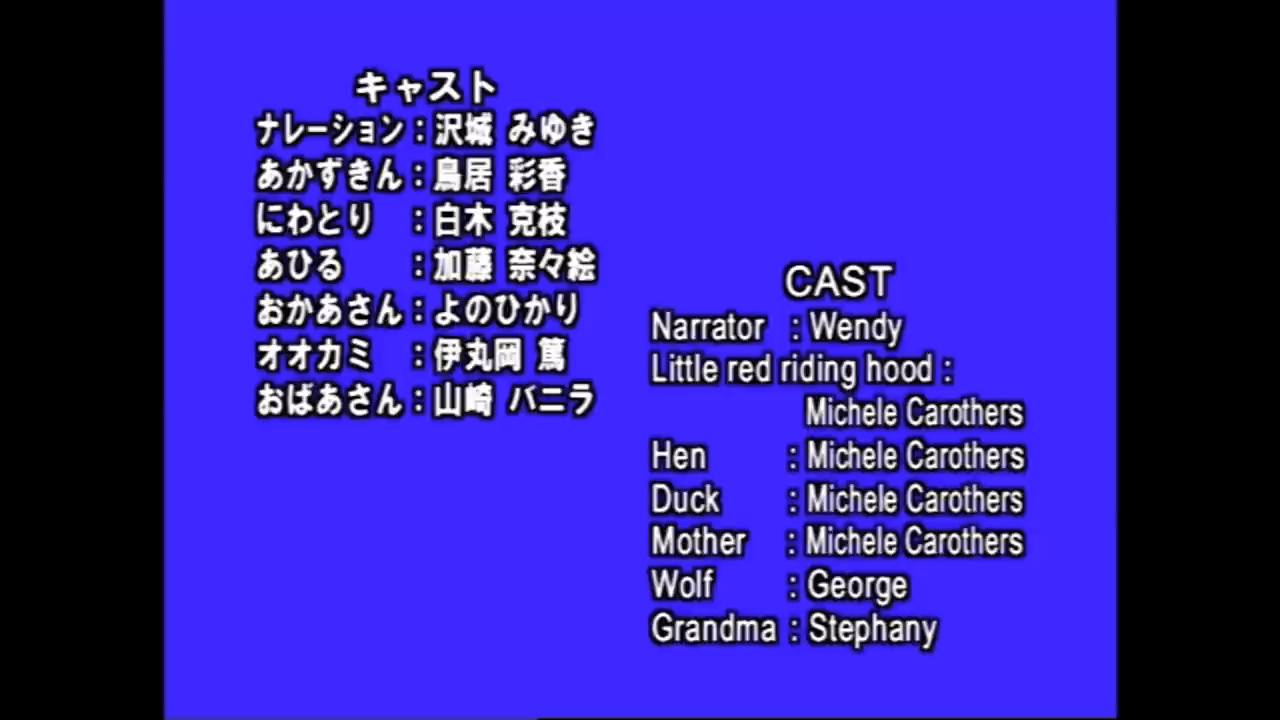 キャスト
ナレーション：沢城 みゆき
あかずきん：鳥居 彩香
にわとり ：白木 克枝
あひる ：加藤 奈々絵
おかあさん：よのひかり
オオカミ ：伊丸岡 篤
おばあさん：山崎 バニラ
CAST
Narrator : Wendy
Little red riding hood :
Michele Carothers
Hen : Michele Carothers
Duck : Michele Carothers
Mother : Michele Carothers
Wolf : George
Grandma : Stephany